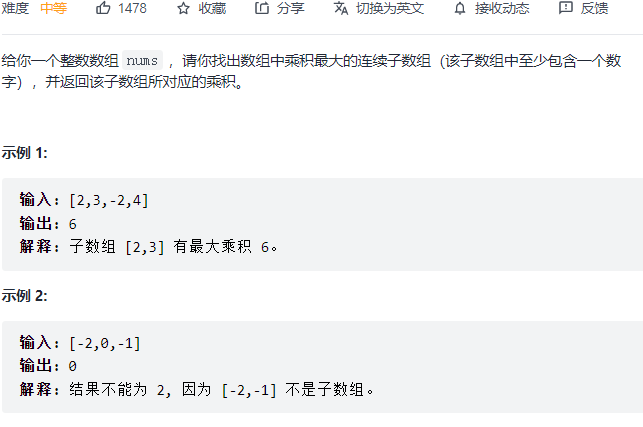 难度 中等 1478 收藏 分享 切换为英文 接收动态 反馈
给你一个整数数组 nums ，请你找出数组中乘积最大的连续子数组（该子数组中至少包含一个数
字），并返回该子数组所对应的乘积。
示例 1:
输入: [2,3,-2,4]
输出: 6
解释: 子数组 [2,3] 有最大乘积 6。
示例 2:
输入: [-2,0,-1]
输出: 0
解释: 结果不能为 2, 因为 [-2,-1] 不是子数组。